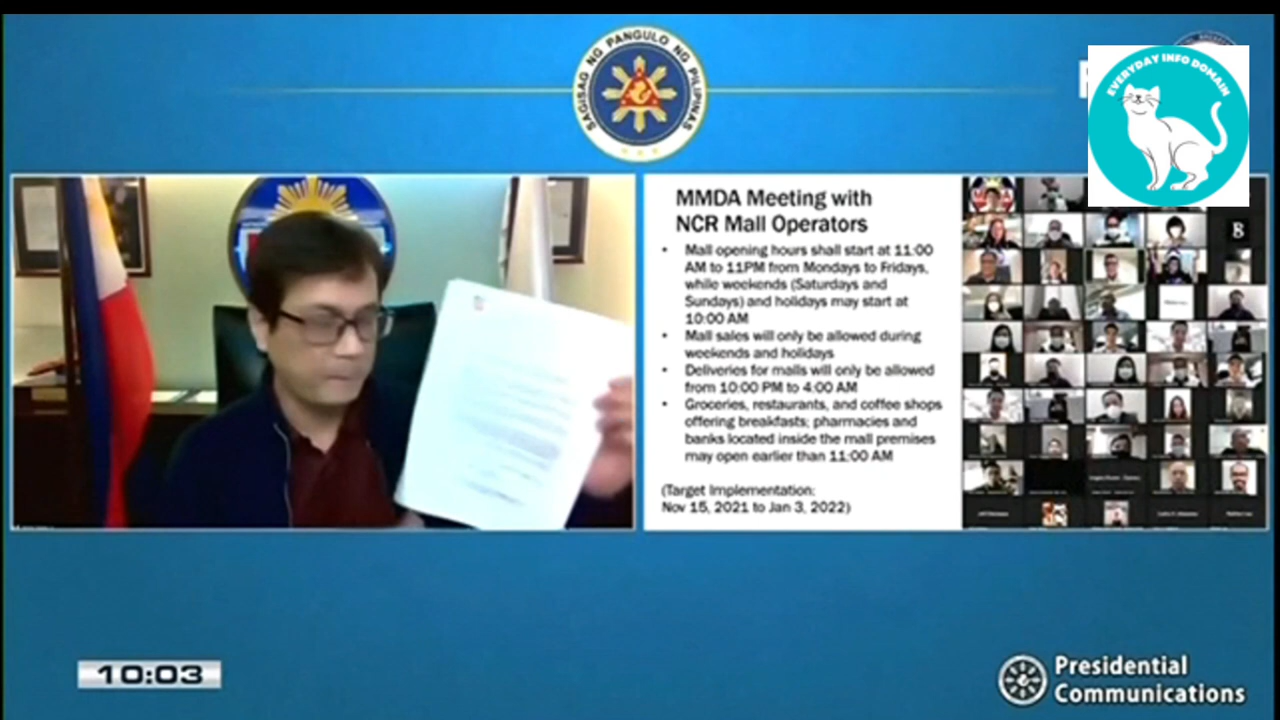 SAGISAG NG PANGULO NG PILIPINAS
EVERYDAY INFO DOMAIN
MMDA Meeting with
NCR Mall Operators
• Mall opening hours shall start at 11:00
AM to 11PM from Mondays to Fridays,
while weekends (Saturdays and
Sundays) and holidays may start at
10:00 AM
• Mall sales will only be allowed during
weekends and holidays
• Deliveries for malls will only be allowed
from 10:00 PM to 4:00 AM
• Groceries, restaurants, and coffee shops
offering breakfasts; pharmacies and
banks located inside the mall premises
may open earlier than 11:00 AM
(Target Implementation:
Nov 15, 2021 to Jan 3, 2022)
B
10:03
Presidential
Communications